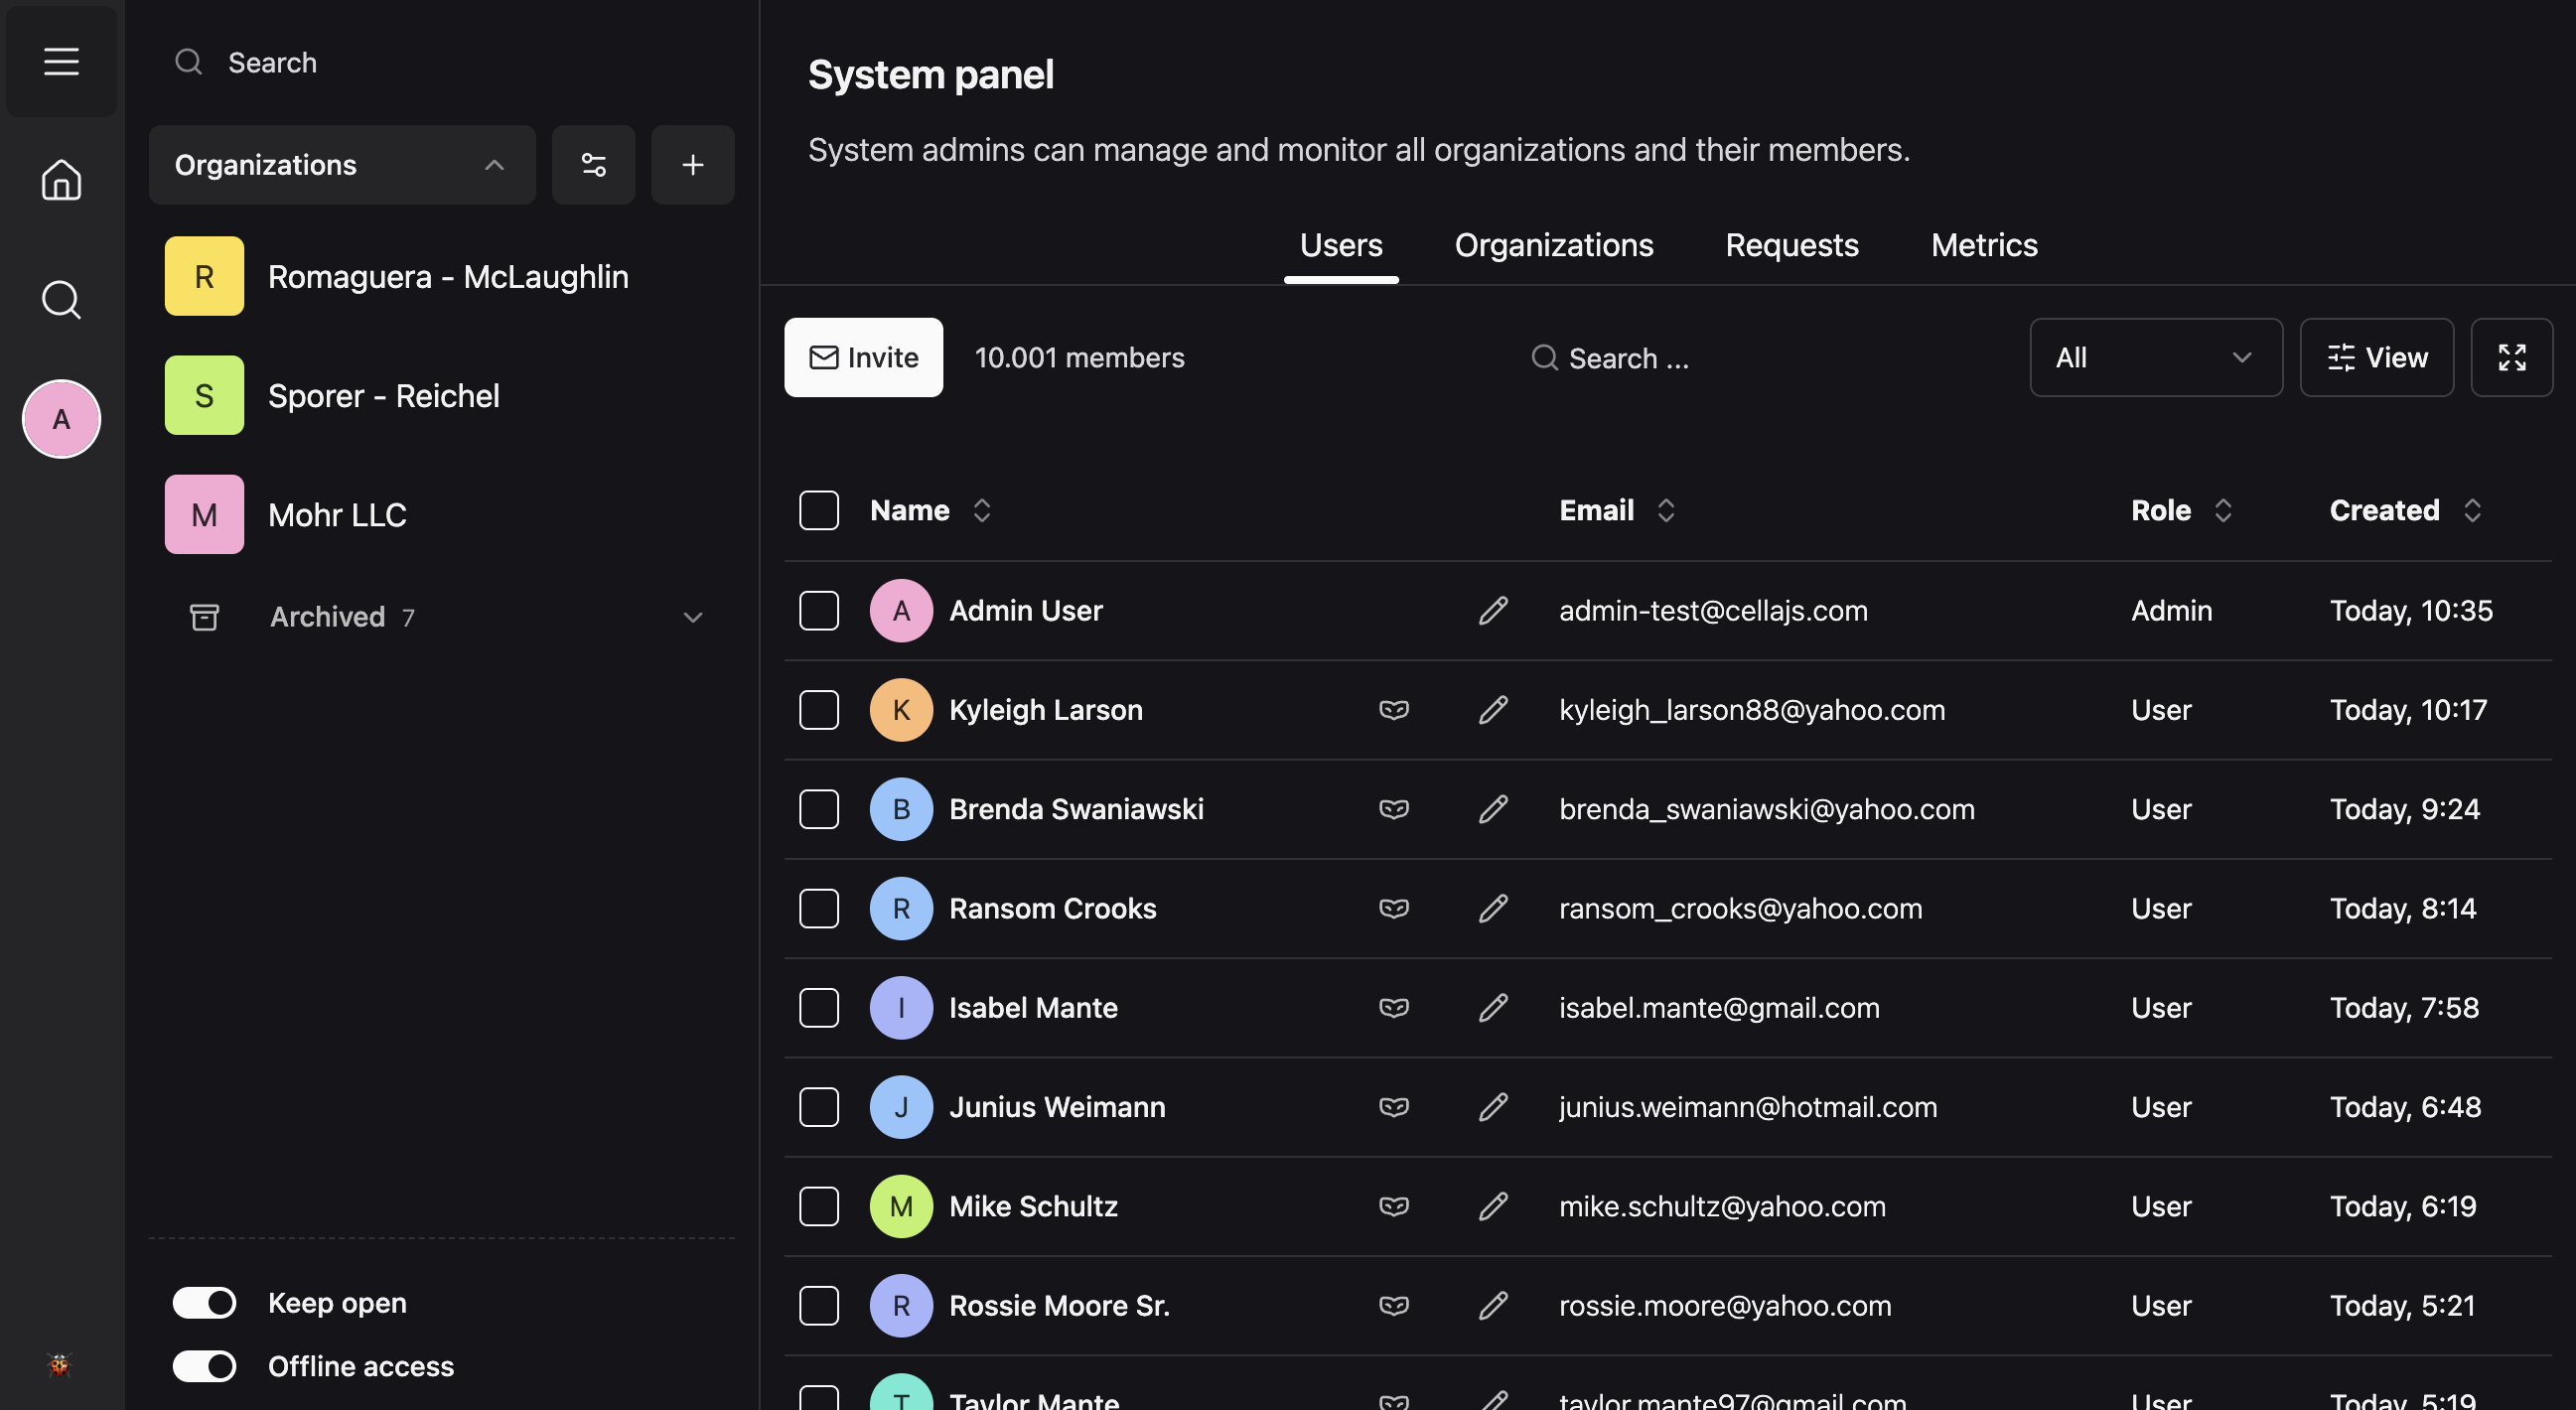 Search
Organizations
R Romaguera - McLaughlin
S Sporer - Reichel
M Mohr LLC
Archived 7
Keep open
Offline access
A
System panel
System admins can manage and monitor all organizations and their members.
Users Organizations Requests Metrics
Invite 10.001 members Search ... All View
Name Email Role Created
A Admin User admin-test@cellajs.com Admin Today, 10:35
K Kyleigh Larson kyleigh_larson88@yahoo.com User Today, 10:17
B Brenda Swaniawski brenda_swaniawski@yahoo.com User Today, 9:24
R Ransom Crooks ransom_crooks@yahoo.com User Today, 8:14
I Isabel Mante isabel.mante@gmail.com User Today, 7:58
J Junius Weimann junius.weimann@hotmail.com User Today, 6:48
M Mike Schultz mike.schultz@yahoo.com User Today, 6:19
R Rossie Moore Sr. rossie.moore@yahoo.com User Today, 5:21
T Taylor Mante taylor.mante97@gmail.com User Today, 5:19